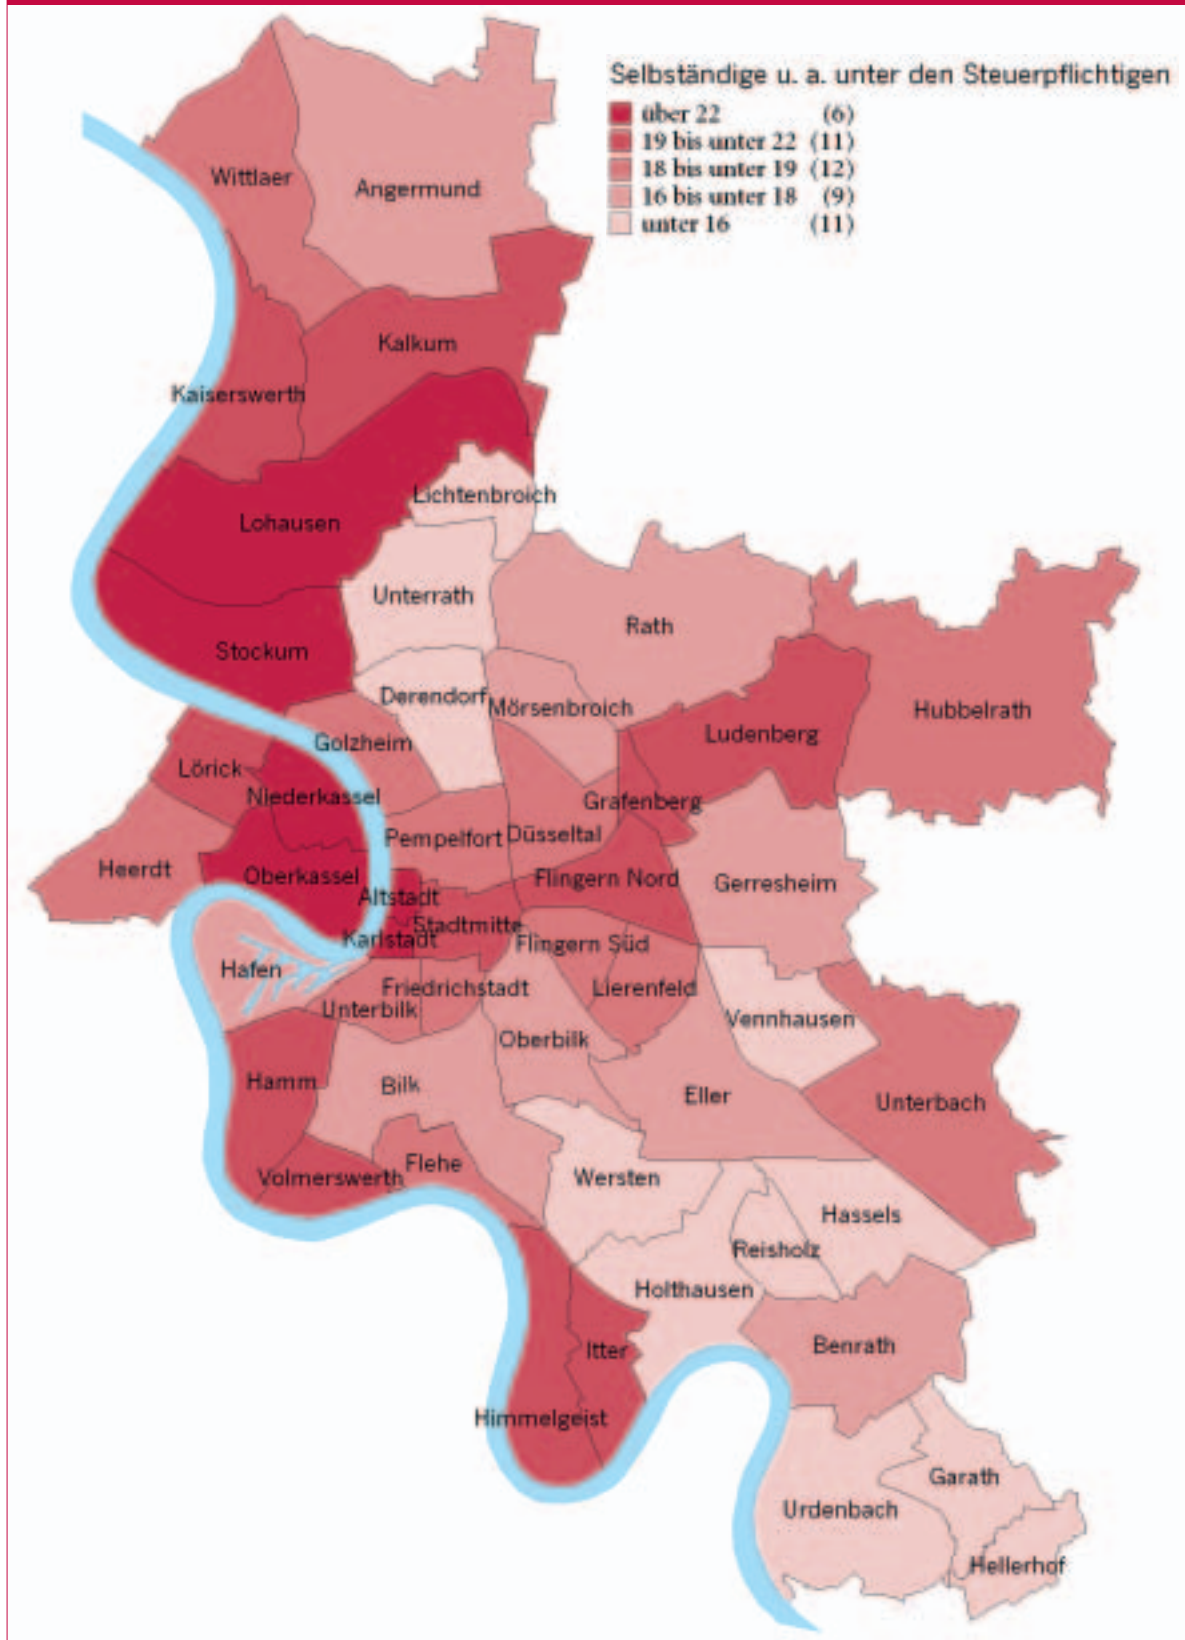 Selbständige u. a. unter den Steuerpflichtigen
über 22 (6)
19 bis unter 22 (11)
18 bis unter 19 (12)
16 bis unter 18 (9)
unter 16 (11)
Wittlaer
Angermund
Kalkum
Kaiserswerth
Lichtenbroich
Lohausen
Unterrath
Rath
Stockum
Derendorf
Mörsenbroich
Hubbelrath
Ludenberg
Golzheim
Lörick
Niederkassel
Grafenberg
Pempelfort
Düsseltal
Heerdt
Oberkassel
Flingern Nord
Gerresheim
Altstadt
Stadtmitte
Karlstadt
Flingern Süd
Hafen
Friedrichstadt
Lierenfeld
Unterbilk
Vennhausen
Oberbilk
Hamm
Bilk
Eller
Unterbach
Flehe
Volmerswerth
Wersten
Hassels
Reisholz
Holthausen
Itter
Benrath
Himmelgeist
Garath
Urdenbach
Hellerhof